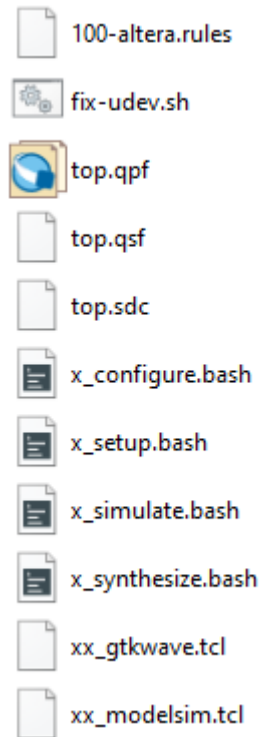 100-altera.rules
fix-udev.sh
top.qpf
top.qsf
top.sdc
x_configure.bash
x_setup.bash
x_simulate.bash
x_synthesize.bash
xx_gtkwave.tcl
xx_modelsim.tcl